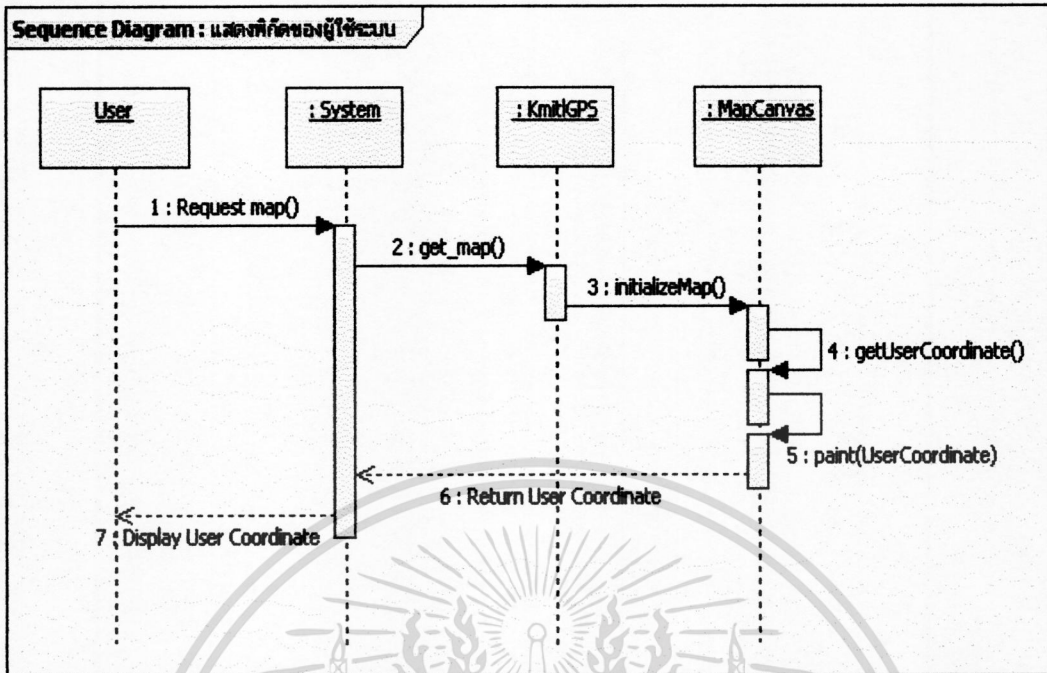 Sequence Diagram : แสดงพิกัดของผู้ใช้ระบบ
User
: System
: KmitlGPS
: MapCanvas
1 : Request map()
2 : get_map()
3 : initializeMap()
4 : getUserCoordinate()
5 : paint(UserCoordinate)
6 : Return User Coordinate
7 : Display User Coordinate